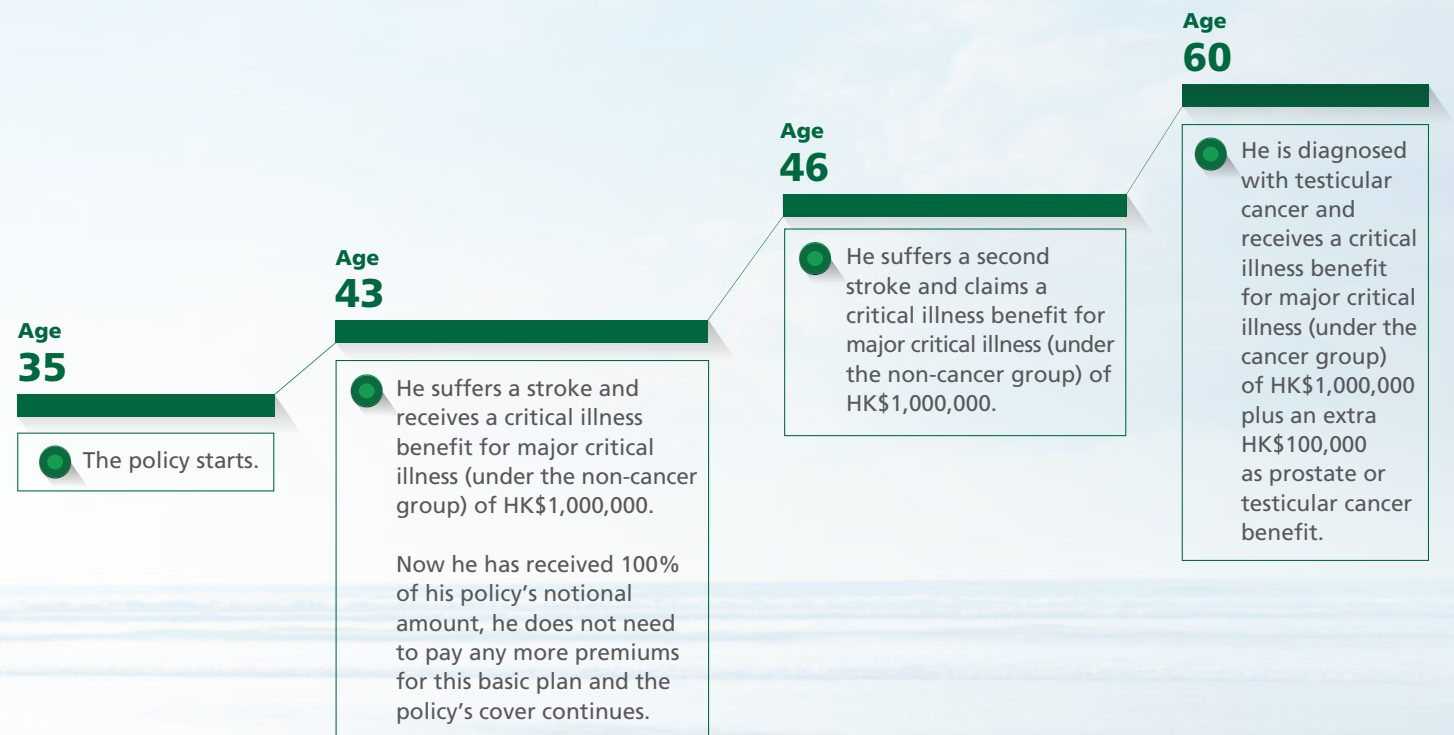 Age
35
The policy starts.
Age
43
He suffers a stroke and
receives a critical illness
benefit for major critical
illness (under the non-cancer
group) of HK$1,000,000.
Now he has received 100%
of his policy’s notional
amount, he does not need
to pay any more premiums
for this basic plan and the
policy’s cover continues.
Age
46
He suffers a second
stroke and claims a
critical illness benefit for
major critical illness (under
the non-cancer group) of
HK$1,000,000.
Age
60
He is diagnosed
with testicular
cancer and
receives a critical
illness benefit
for major critical
illness (under the
cancer group)
of HK$1,000,000
plus an extra
HK$100,000
as prostate or
testicular cancer
benefit.